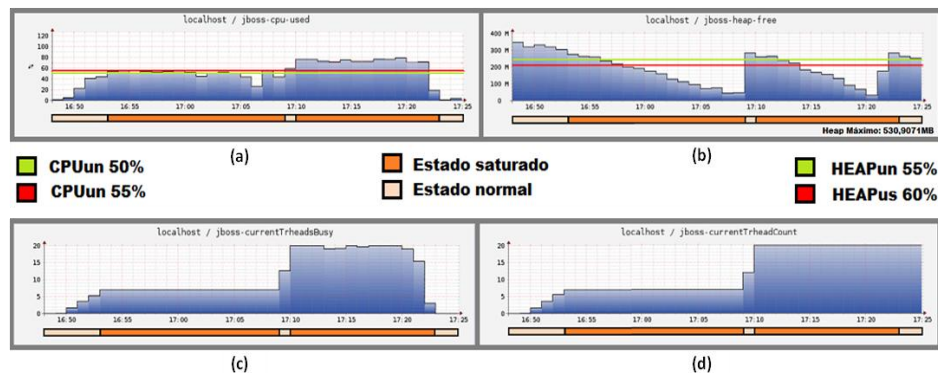 localhost / jboss-cpu-used
120
100
80
60
40
20
0
%
16:50 16:55 17:00 17:05 17:10 17:15 17:20 17:25
(a)
localhost / jboss-heap-free
400 M
300 M
200 M
100 M
0
16:50 16:55 17:00 17:05 17:10 17:15 17:20 17:25
Heap Máximo: 530,9071MB
(b)
CPUun 50%
CPUun 55%
Estado saturado
Estado normal
HEAPun 55%
HEAPus 60%
localhost / jboss-currentTrheadsBusy
20
15
10
5
0
16:50 16:55 17:00 17:05 17:10 17:15 17:20 17:25
(c)
localhost / jboss-currentTrheadCount
20
15
10
5
0
16:50 16:55 17:00 17:05 17:10 17:15 17:20 17:25
(d)